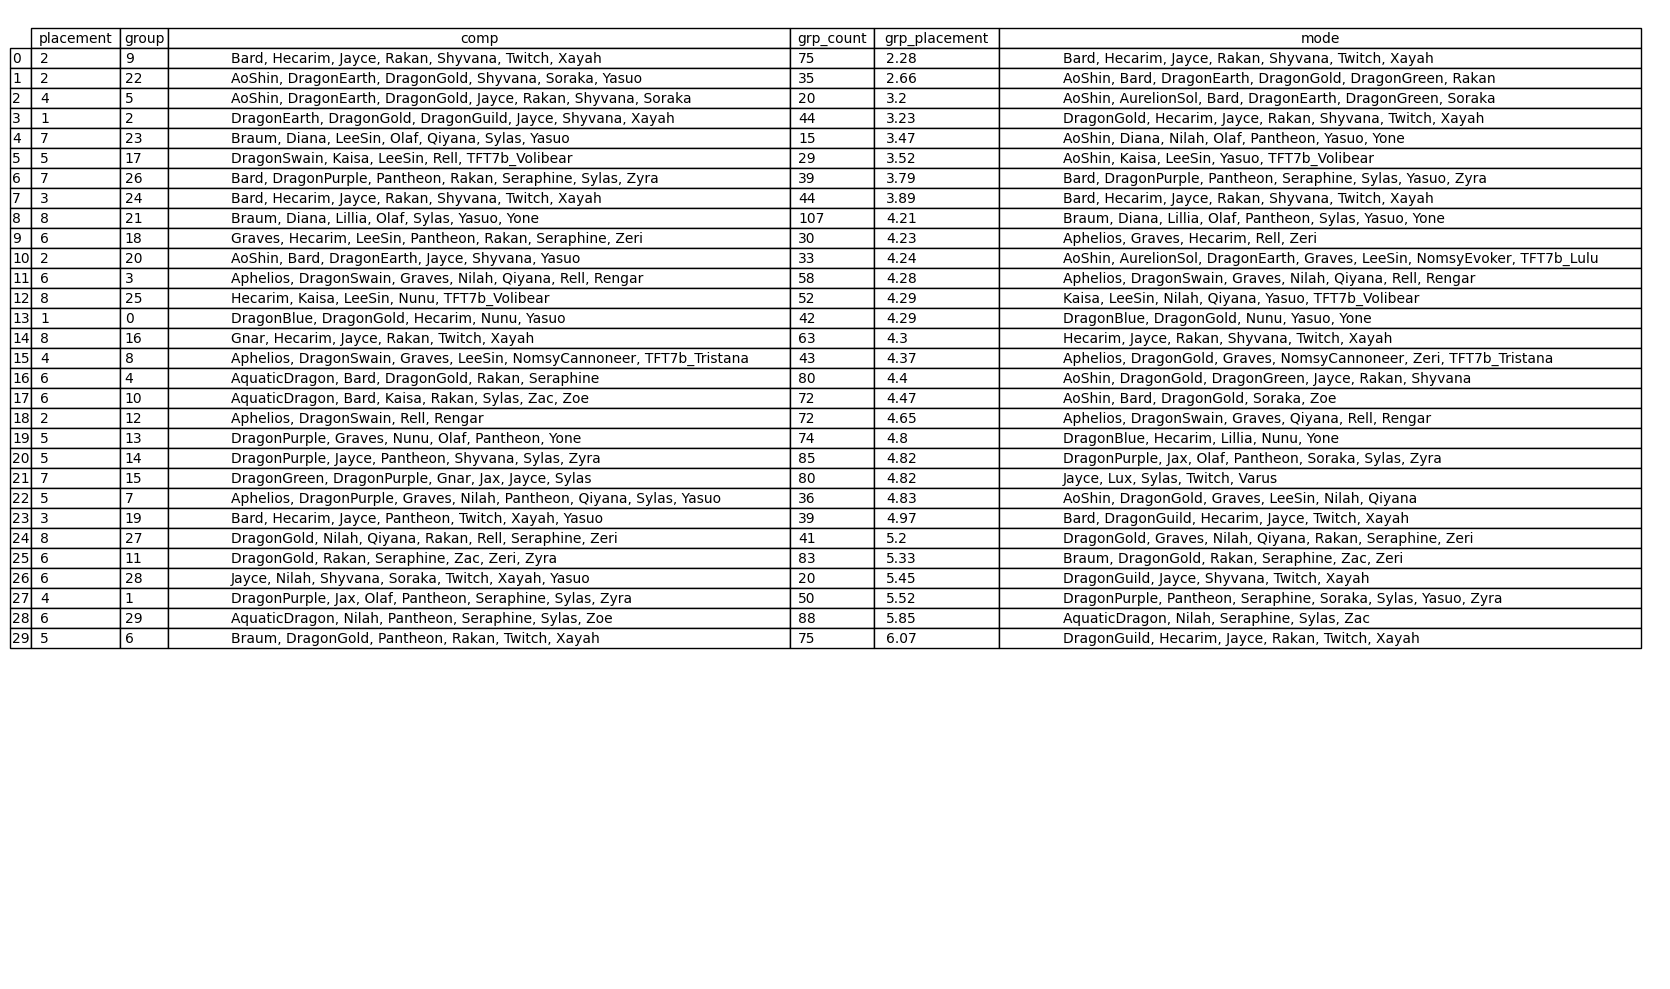 placement group comp grp_count grp_placement mode
0 2 9 Bard, Hecarim, Jayce, Rakan, Shyvana, Twitch, Xayah 75 2.28 Bard, Hecarim, Jayce, Rakan, Shyvana, Twitch, Xayah
1 2 22 AoShin, DragonEarth, DragonGold, Shyvana, Soraka, Yasuo 35 2.66 AoShin, Bard, DragonEarth, DragonGold, DragonGreen, Rakan
2 4 5 AoShin, DragonEarth, DragonGold, Jayce, Rakan, Shyvana, Soraka 20 3.2 AoShin, AurelionSol, Bard, DragonEarth, DragonGreen, Soraka
3 1 2 DragonEarth, DragonGold, DragonGuild, Jayce, Shyvana, Xayah 44 3.23 DragonGold, Hecarim, Jayce, Rakan, Shyvana, Twitch, Xayah
4 7 23 Braum, Diana, LeeSin, Olaf, Qiyana, Sylas, Yasuo 15 3.47 AoShin, Diana, Nilah, Olaf, Pantheon, Yasuo, Yone
5 5 17 DragonSwain, Kaisa, LeeSin, Rell, TFT7b_Volibear 29 3.52 AoShin, Kaisa, LeeSin, Yasuo, TFT7b_Volibear
6 7 26 Bard, DragonPurple, Pantheon, Rakan, Seraphine, Sylas, Zyra 39 3.79 Bard, DragonPurple, Pantheon, Seraphine, Sylas, Yasuo, Zyra
7 3 24 Bard, Hecarim, Jayce, Rakan, Shyvana, Twitch, Xayah 44 3.89 Bard, Hecarim, Jayce, Rakan, Shyvana, Twitch, Xayah
8 8 21 Braum, Diana, Lillia, Olaf, Sylas, Yasuo, Yone 107 4.21 Braum, Diana, Lillia, Olaf, Pantheon, Sylas, Yasuo, Yone
9 6 18 Graves, Hecarim, LeeSin, Pantheon, Rakan, Seraphine, Zeri 30 4.23 Aphelios, Graves, Hecarim, Rell, Zeri
10 2 20 AoShin, Bard, DragonEarth, Jayce, Shyvana, Yasuo 33 4.24 AoShin, AurelionSol, DragonEarth, Graves, LeeSin, NomsyEvoker, TFT7b_Lulu
11 6 3 Aphelios, DragonSwain, Graves, Nilah, Qiyana, Rell, Rengar 58 4.28 Aphelios, DragonSwain, Graves, Nilah, Qiyana, Rell, Rengar
12 8 25 Hecarim, Kaisa, LeeSin, Nunu, TFT7b_Volibear 52 4.29 Kaisa, LeeSin, Nilah, Qiyana, Yasuo, TFT7b_Volibear
13 1 0 DragonBlue, DragonGold, Hecarim, Nunu, Yasuo 42 4.29 DragonBlue, DragonGold, Nunu, Yasuo, Yone
14 8 16 Gnar, Hecarim, Jayce, Rakan, Twitch, Xayah 63 4.3 Hecarim, Jayce, Rakan, Shyvana, Twitch, Xayah
15 4 8 Aphelios, DragonSwain, Graves, LeeSin, NomsyCannoneer, TFT7b_Tristana 43 4.37 Aphelios, DragonGold, Graves, NomsyCannoneer, Zeri, TFT7b_Tristana
16 6 4 AquaticDragon, Bard, DragonGold, Rakan, Seraphine 80 4.4 AoShin, DragonGold, DragonGreen, Jayce, Rakan, Shyvana
17 6 10 AquaticDragon, Bard, Kaisa, Rakan, Sylas, Zac, Zoe 72 4.47 AoShin, Bard, DragonGold, Soraka, Zoe
18 2 12 Aphelios, DragonSwain, Rell, Rengar 72 4.65 Aphelios, DragonSwain, Graves, Qiyana, Rell, Rengar
19 5 13 DragonPurple, Graves, Nunu, Olaf, Pantheon, Yone 74 4.8 DragonBlue, Hecarim, Lillia, Nunu, Yone
20 5 14 DragonPurple, Jayce, Pantheon, Shyvana, Sylas, Zyra 85 4.82 DragonPurple, Jax, Olaf, Pantheon, Soraka, Sylas, Zyra
21 7 15 DragonGreen, DragonPurple, Gnar, Jax, Jayce, Sylas 80 4.82 Jayce, Lux, Sylas, Twitch, Varus
22 5 7 Aphelios, DragonPurple, Graves, Nilah, Pantheon, Qiyana, Sylas, Yasuo 36 4.83 AoShin, DragonGold, Graves, LeeSin, Nilah, Qiyana
23 3 19 Bard, Hecarim, Jayce, Pantheon, Twitch, Xayah, Yasuo 39 4.97 Bard, DragonGuild, Hecarim, Jayce, Twitch, Xayah
24 8 27 DragonGold, Nilah, Qiyana, Rakan, Rell, Seraphine, Zeri 41 5.2 DragonGold, Graves, Nilah, Qiyana, Rakan, Seraphine, Zeri
25 6 11 DragonGold, Rakan, Seraphine, Zac, Zeri, Zyra 83 5.33 Braum, DragonGold, Rakan, Seraphine, Zac, Zeri
26 6 28 Jayce, Nilah, Shyvana, Soraka, Twitch, Xayah, Yasuo 20 5.45 DragonGuild, Jayce, Shyvana, Twitch, Xayah
27 4 1 DragonPurple, Jax, Olaf, Pantheon, Seraphine, Sylas, Zyra 50 5.52 DragonPurple, Pantheon, Seraphine, Soraka, Sylas, Yasuo, Zyra
28 6 29 AquaticDragon, Nilah, Pantheon, Seraphine, Sylas, Zoe 88 5.85 AquaticDragon, Nilah, Seraphine, Sylas, Zac
29 5 6 Braum, DragonGold, Pantheon, Rakan, Twitch, Xayah 75 6.07 DragonGuild, Hecarim, Jayce, Rakan, Twitch, Xayah